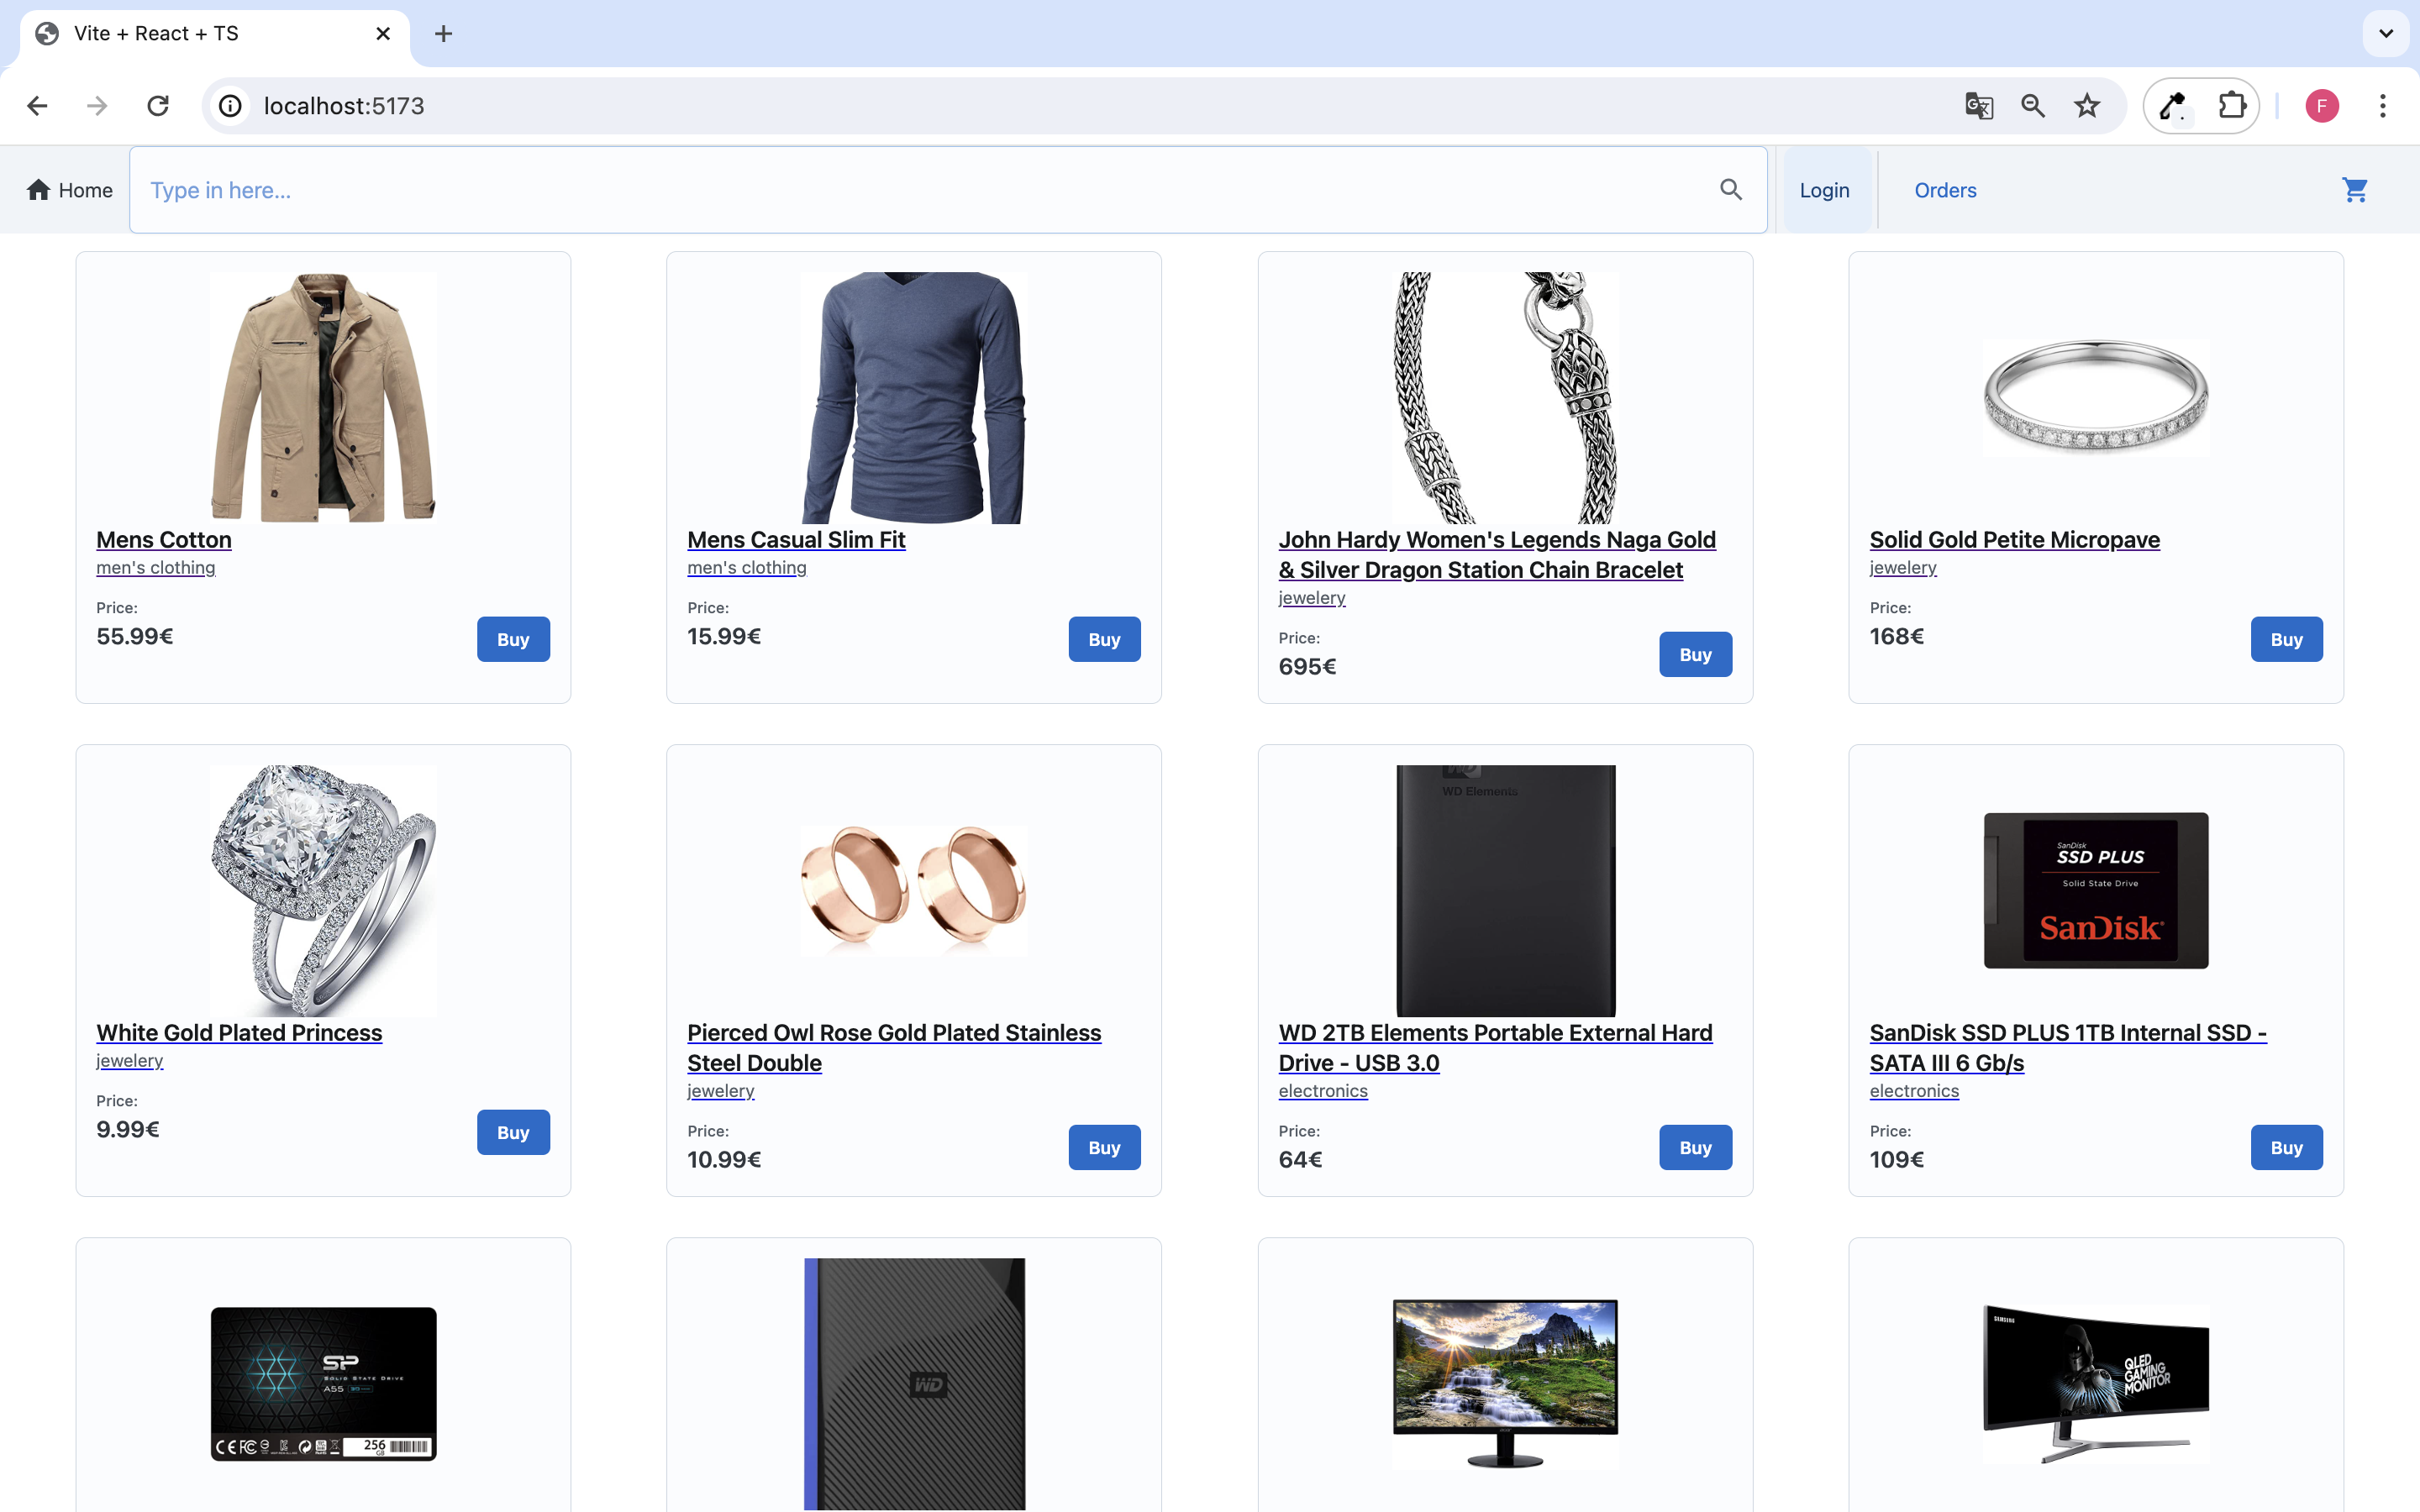 Vite + React + TS
localhost:5173
F
Home
Type in here...
Login
Orders
Mens Cotton
men's clothing
Price:
55.99€
Buy
Mens Casual Slim Fit
men's clothing
Price:
15.99€
Buy
John Hardy Women's Legends Naga Gold
& Silver Dragon Station Chain Bracelet
jewelery
Price:
695€
Buy
Solid Gold Petite Micropave
jewelery
Price:
168€
Buy
White Gold Plated Princess
jewelery
Price:
9.99€
Buy
Pierced Owl Rose Gold Plated Stainless
Steel Double
jewelery
Price:
10.99€
Buy
WD
WD Elements
WD 2TB Elements Portable External Hard
Drive - USB 3.0
electronics
Price:
64€
Buy
SanDisk
SSD PLUS
Solid State Drive
SanDisk
SanDisk SSD PLUS 1TB Internal SSD -
SATA III 6 Gb/s
electronics
Price:
109€
Buy
SP
SOLID STATE DRIVE
A55
256
GB
WD
SAMSUNG
QLED
GAMING
MONITOR